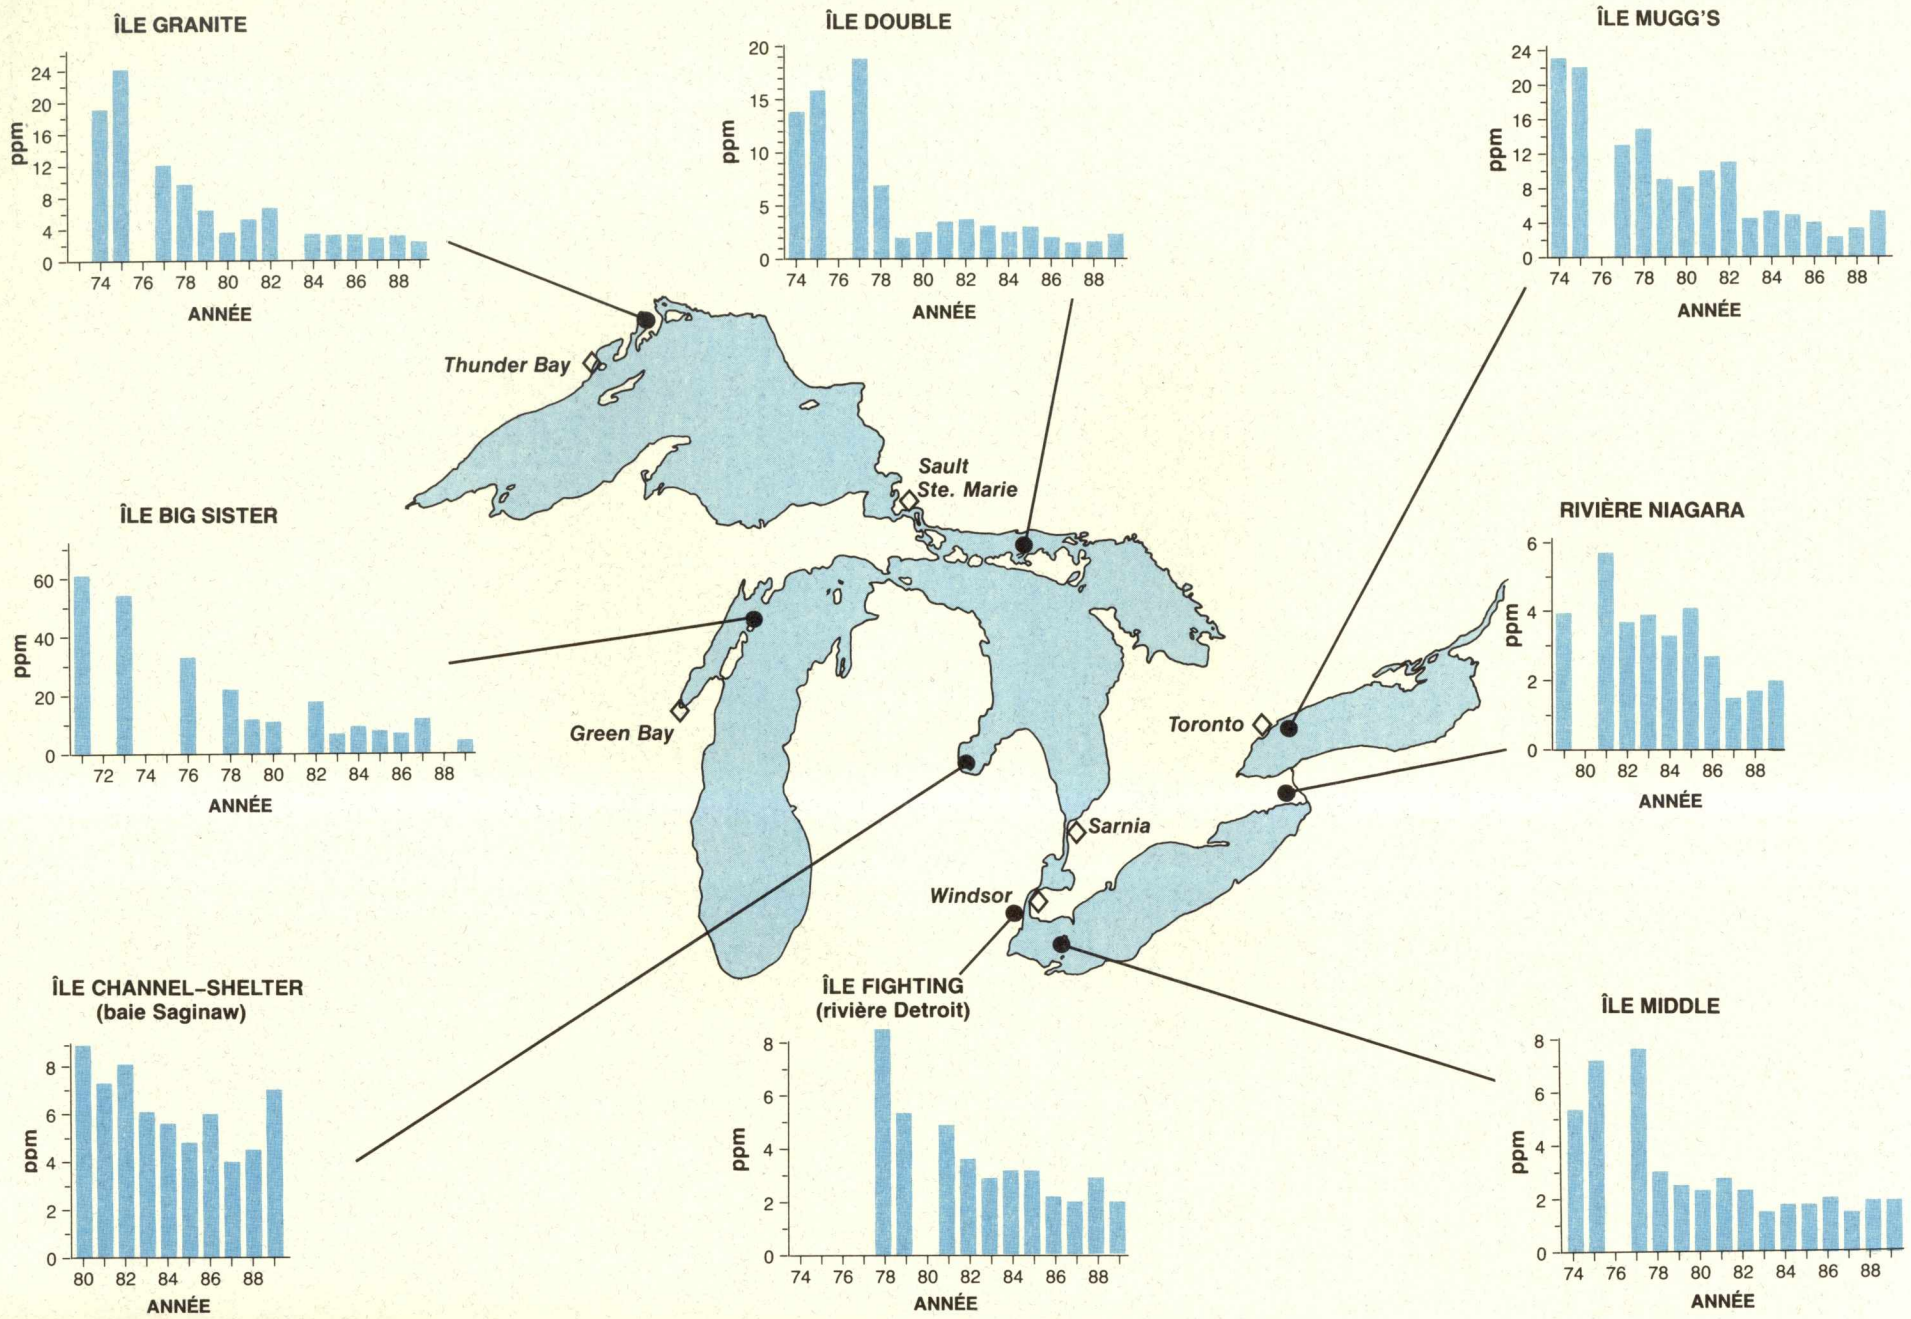 ÎLE GRANITE
24
20
16
12
8
4
0
ppm
74 76 78 80 82 84 86 88
ANNÉE
ÎLE DOUBLE
20
15
10
5
0
ppm
74 76 78 80 82 84 86 88
ANNÉE
ÎLE MUGG'S
24
20
16
12
8
4
0
ppm
74 76 78 80 82 84 86 88
ANNÉE
Thunder Bay
Sault
Ste. Marie
ÎLE BIG SISTER
60
40
20
0
ppm
72 74 76 78 80 82 84 86 88
ANNÉE
Green Bay
Toronto
Sarnia
Windsor
RIVIÈRE NIAGARA
6
4
2
0
ppm
80 82 84 86 88
ANNÉE
ÎLE CHANNEL–SHELTER
(baie Saginaw)
8
6
4
2
0
ppm
80 82 84 86 88
ANNÉE
ÎLE FIGHTING
(rivière Detroit)
8
6
4
2
0
ppm
74 76 78 80 82 84 86 88
ANNÉE
ÎLE MIDDLE
8
6
4
2
0
ppm
74 76 78 80 82 84 86 88
ANNÉE